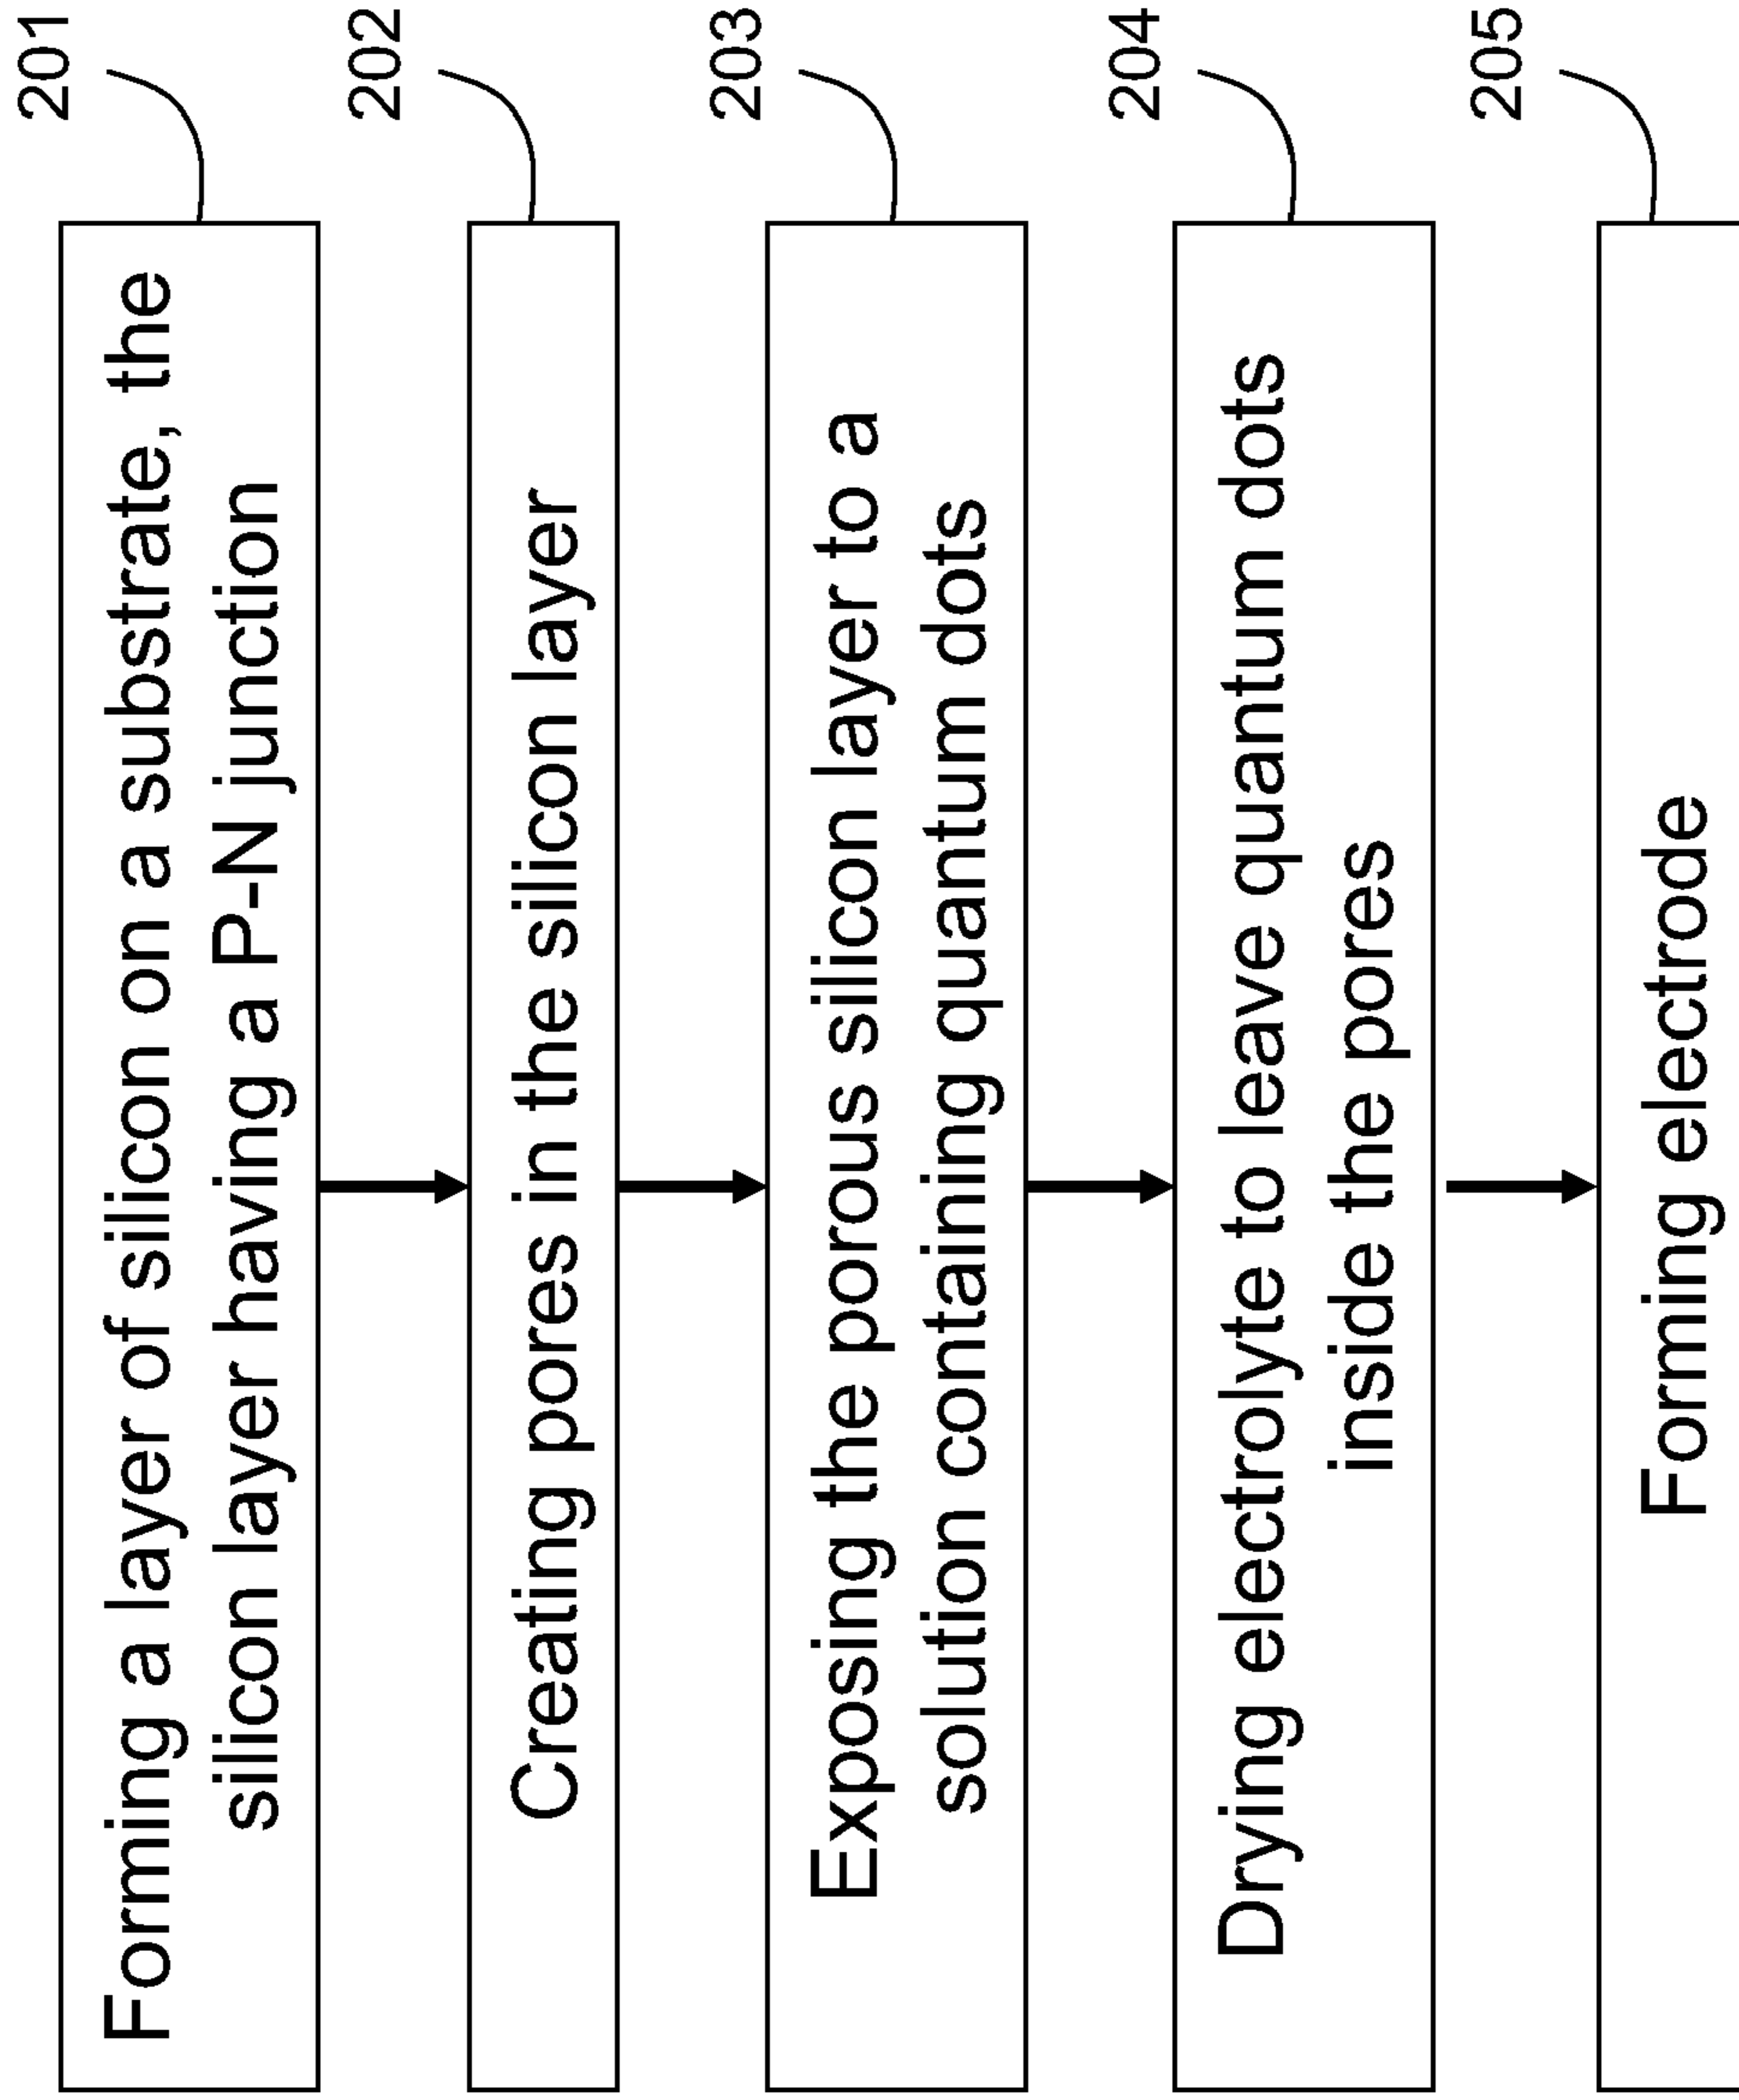 201
Forming a layer of silicon on a substrate, the
silicon layer having a P-N junction
202
Creating pores in the silicon layer
203
Exposing the porous silicon layer to a
solution containing quantum dots
204
Drying electrolyte to leave quantum dots
inside the pores
205
Forming electrode